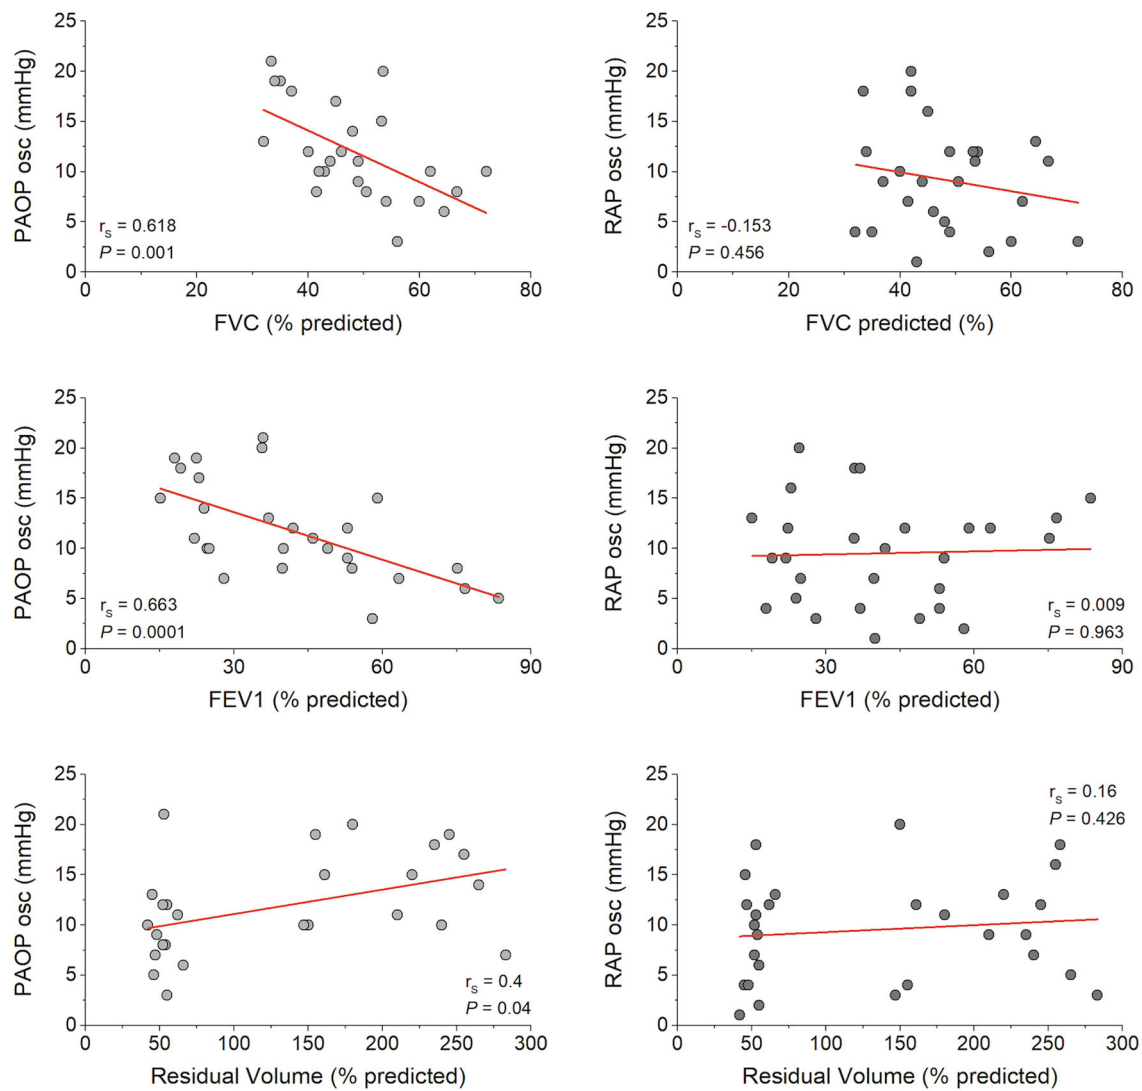 25
20
15
10
5
0
PAOP osc (mmHg)
rS = 0.618
P = 0.001
0 20 40 60 80
FVC (% predicted)
25
20
15
10
5
0
RAP osc (mmHg)
rS = -0.153
P = 0.456
0 20 40 60 80
FVC predicted (%)
25
20
15
10
5
0
PAOP osc (mmHg)
rS = 0.663
P = 0.0001
0 30 60 90
FEV1 (% predicted)
25
20
15
10
5
0
RAP osc (mmHg)
rS = 0.009
P = 0.963
0 30 60 90
FEV1 (% predicted)
25
20
15
10
5
0
PAOP osc (mmHg)
rS = 0.4
P = 0.04
0 50 100 150 200 250 300
Residual Volume (% predicted)
25
20
15
10
5
0
RAP osc (mmHg)
rS = 0.16
P = 0.426
0 50 100 150 200 250 300
Residual Volume (% predicted)